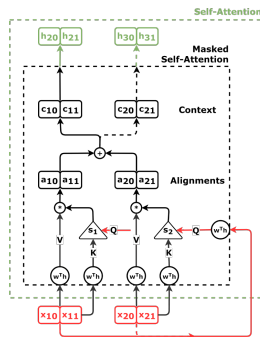 Self-Attention
h20 h21 h30 h31
Masked
Self-Attention
c10 c11 c20 c21
Context
+
a10 a11 a20 a21
Alignments
* *
s1 Q s2 Q wTh
V K V K
wTh wTh wTh wTh
x10 x11 x20 x21